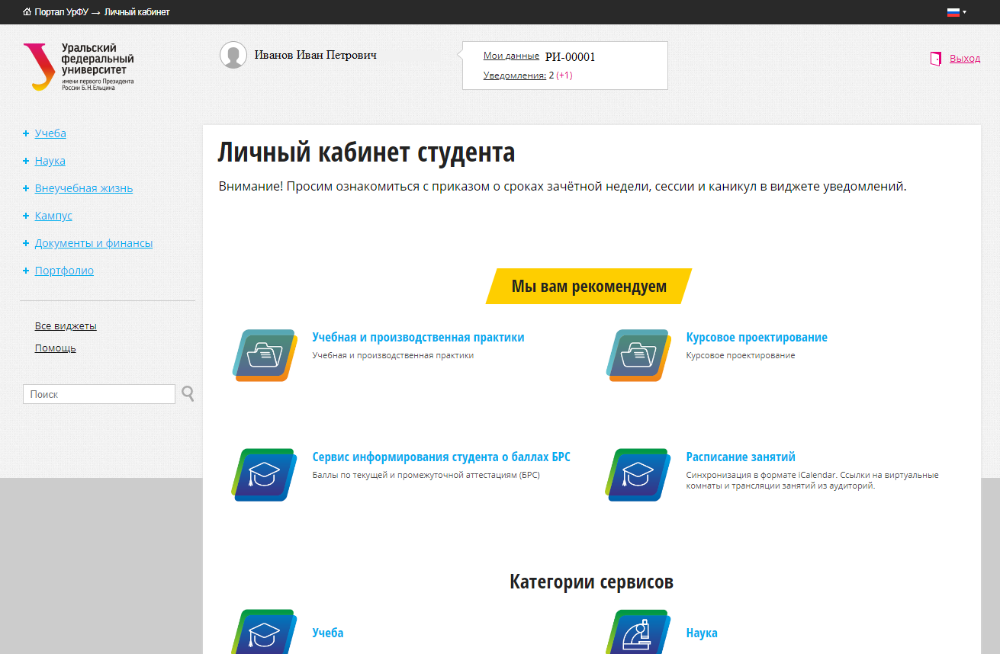 Портал УрФУ → Личный кабинет
Уральский
федеральный
университет
имени первого Президента
России Б.Н.Ельцина
Иванов Иван Петрович
Мои данные РИ-00001
Уведомления: 2 (+1)
Выход
Учеба
Наука
Внеучебная жизнь
Кампус
Документы и финансы
Портфолио
Все виджеты
Помощь
Поиск
Личный кабинет студента
Внимание! Просим ознакомиться с приказом о сроках зачётной недели, сессии и каникул в виджете уведомлений.
Мы вам рекомендуем
Учебная и производственная практики
Учебная и производственная практики
Курсовое проектирование
Курсовое проектирование
Сервис информирования студента о баллах БРС
Баллы по текущей и промежуточной аттестациям (БРС)
Расписание занятий
Синхронизация в формате iCalendar. Ссылки на виртуальные
комнаты и трансляции занятий из аудиторий.
Категории сервисов
Учеба
Наука